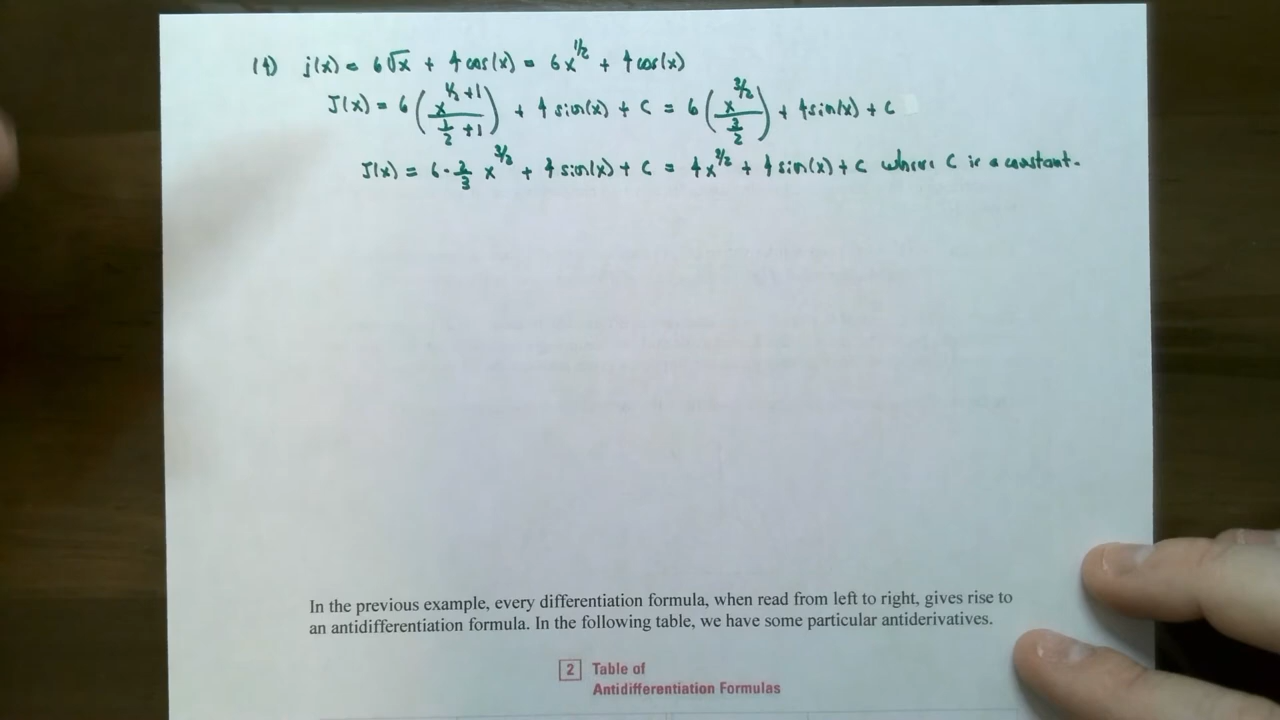 (4) j(x) = 6√x + 4 cos(x) = 6x^{1/2} + 4 cos(x)
J(x) = 6 (x^{1/2 + 1} / (1/2 + 1)) + 4 sin(x) + C = 6 (x^{3/2} / (3/2)) + 4 sin(x) + C
J(x) = 6 · 2/3 x^{3/2} + 4 sin(x) + C = 4x^{3/2} + 4 sin(x) + C where C is a constant.
In the previous example, every differentiation formula, when read from left to right, gives rise to
an antidifferentiation formula. In the following table, we have some particular antiderivatives.
2 Table of
Antidifferentiation Formulas